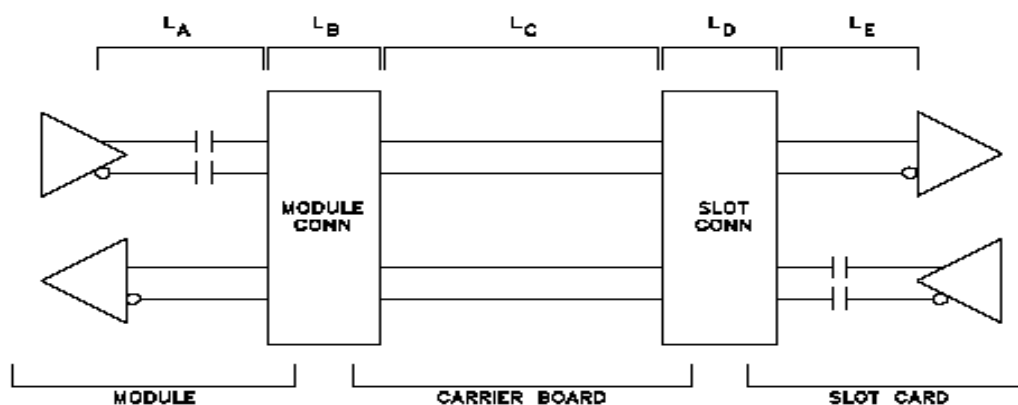 LA LB LC LD LE
MODULE
CONN
SLOT
CONN
MODULE CARRIER BOARD SLOT CARD